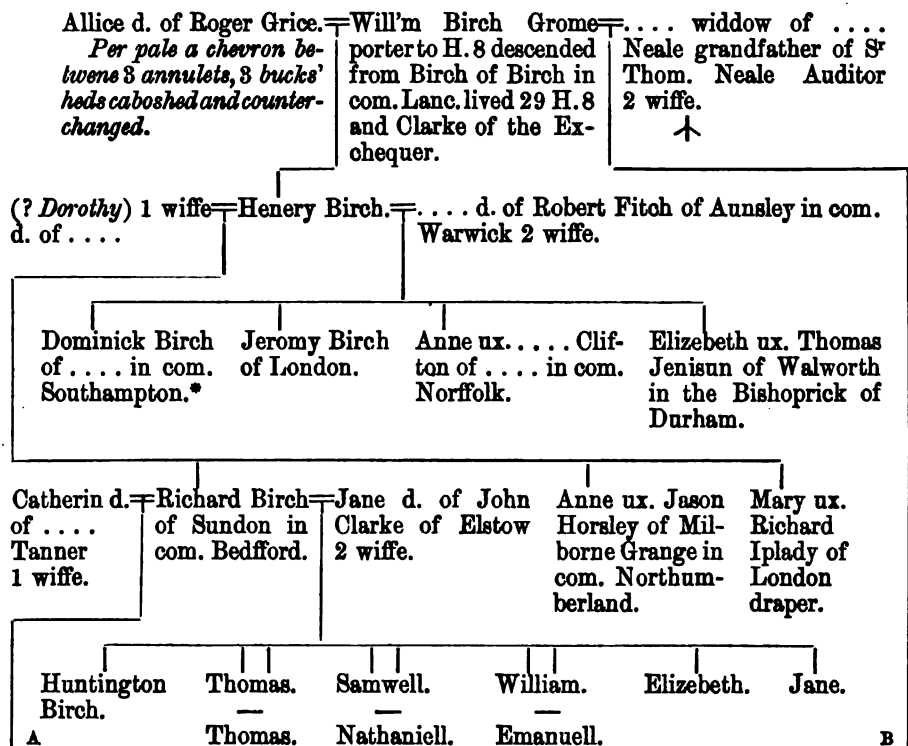 Allice d. of Roger Grice.
Per pale a chevron be-
twene 3 annulets, 3 bucks'
heds caboshed and counter-
changed.
Will'm Birch Grome
porter to H. 8 descended
from Birch of Birch in
com. Lanc. lived 29 H. 8
and Clarke of the Ex-
chequer.
. . . . widdow of . . . .
Neale grandfather of Sr
Thom. Neale Auditor
2 wiffe.
(? Dorothy) 1 wiffe
d. of . . . .
Henery Birch.
. . . . d. of Robert Fitch of Aunsley in com.
Warwick 2 wiffe.
Dominick Birch
of . . . . in com.
Southampton.*
Jeromy Birch
of London.
Anne ux. . . . . Clif-
ton of . . . . in com.
Norffolk.
Elizebeth ux. Thomas
Jenisun of Walworth
in the Bishoprick of
Durham.
Catherin d.
of . . . .
Tanner
1 wiffe.
Richard Birch
of Sundon in
com. Bedfford.
Jane d. of John
Clarke of Elstow
2 wiffe.
Anne ux. Jason
Horsley of Mil-
borne Grange in
com. Northum-
berland.
Mary ux.
Richard
Iplady of
London
draper.
Huntington
Birch.
Thomas.
—
Thomas.
Samwell.
—
Nathaniell.
William.
—
Emanuell.
Elizebeth.
Jane.
A
B